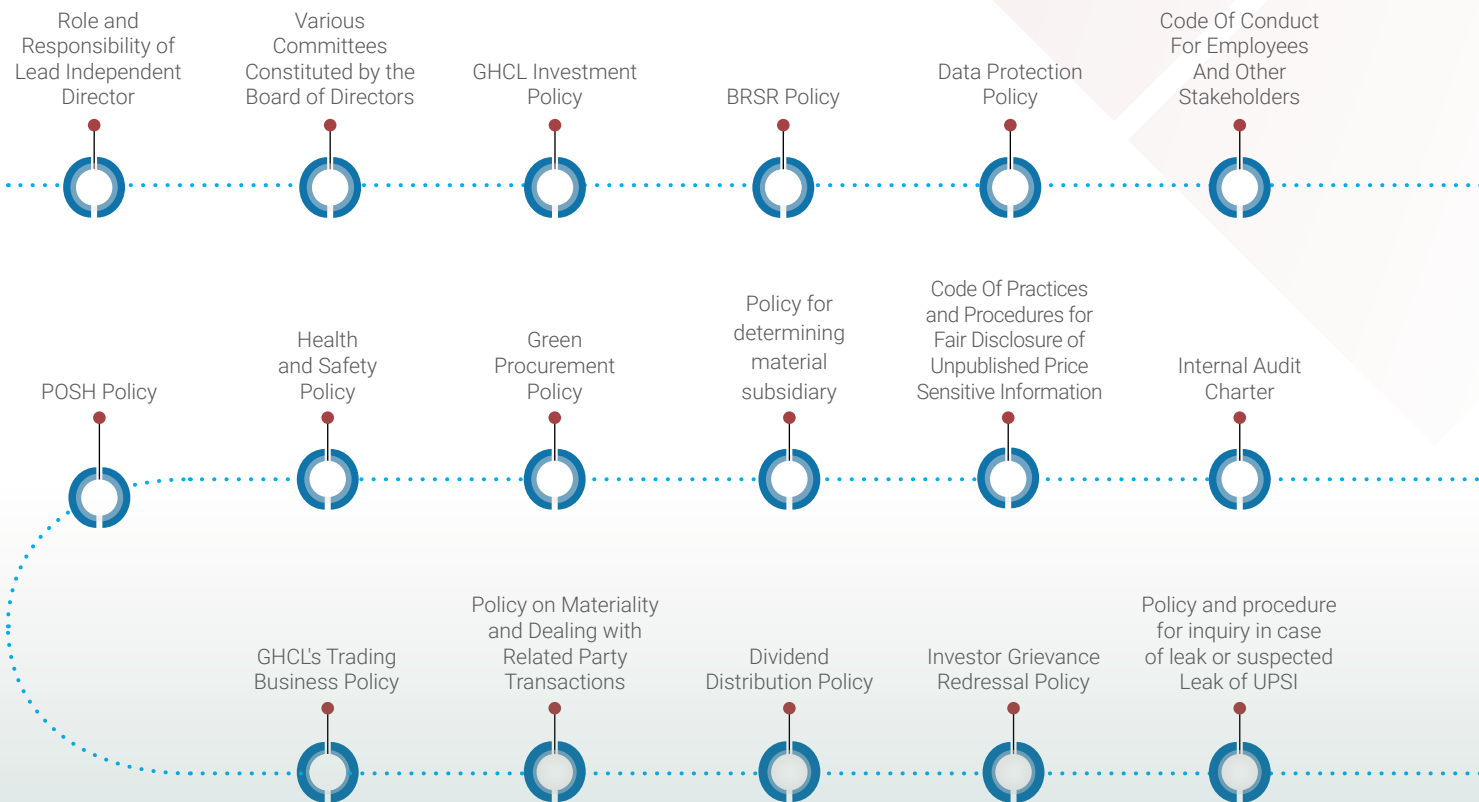 Role and
Responsibility of
Lead Independent
Director
Various
Committees
Constituted by the
Board of Directors
GHCL Investment
Policy
BRSR Policy
Data Protection
Policy
Code Of Conduct
For Employees
And Other
Stakeholders
POSH Policy
Health
and Safety
Policy
Green
Procurement
Policy
Policy for
determining
material
subsidiary
Code Of Practices
and Procedures for
Fair Disclosure of
Unpublished Price
Sensitive Information
Internal Audit
Charter
GHCL's Trading
Business Policy
Policy on Materiality
and Dealing with
Related Party
Transactions
Dividend
Distribution Policy
Investor Grievance
Redressal Policy
Policy and procedure
for inquiry in case
of leak or suspected
Leak of UPSI